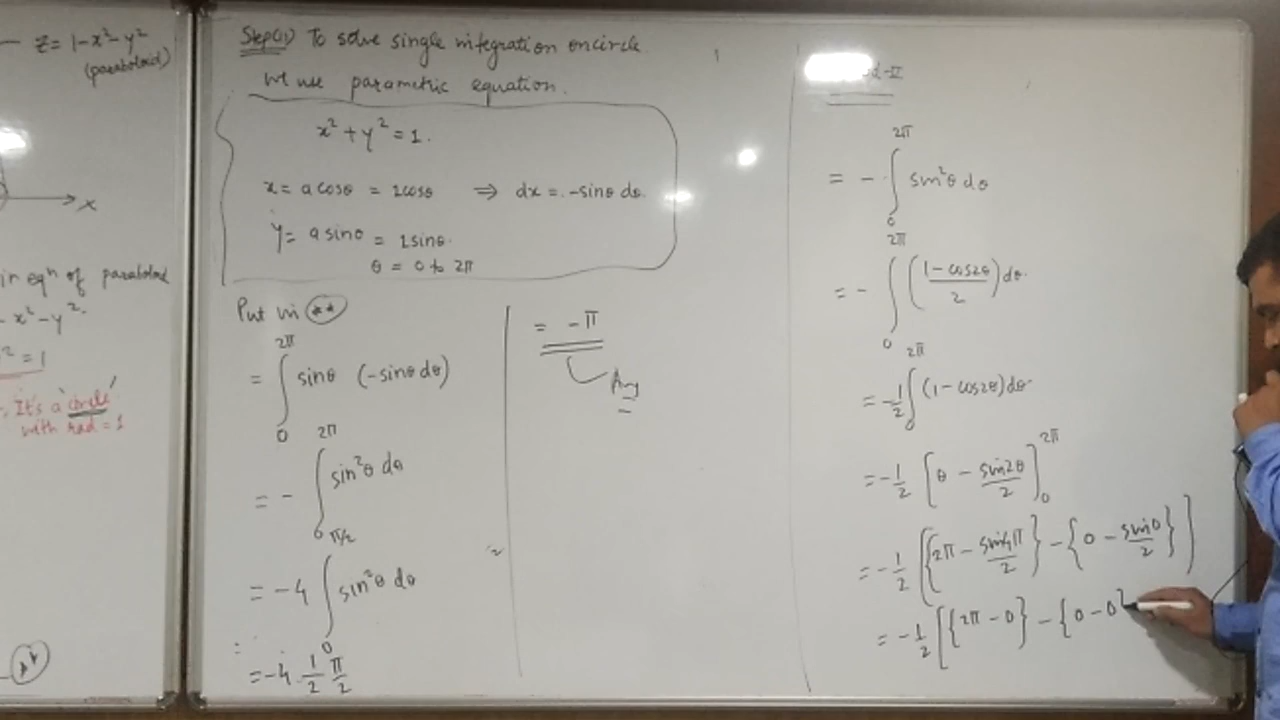 Z = 1 - x² - y²
(paraboloid)
X
in eqⁿ of paraboloid
- x² - y².
² = 1
It's a 'circle'
with rad = 1
**
Step(ii) To solve single integration on circle.
We use parametric equation.
x² + y² = 1.
x = a cosθ = 1cosθ ⇒ dx = -sinθ dθ.
y = a sinθ = 1sinθ.
θ = 0 to 2π
Put in **
= ∫₀^{2π} sinθ (-sinθ dθ)
= - ∫₀^{2π} sin²θ dθ
= -4 ∫₀^{π/2} sin²θ dθ
= -4 · 1/2 π/2
= -π
Ans
d-II
= - ∫₀^{2π} sin²θ dθ
= - ∫₀^{2π} ((1 - cos2θ)/2) dθ.
= -1/2 ∫₀^{2π} (1 - cos2θ) dθ
= -1/2 [θ - sin2θ/2]₀^{2π}
= -1/2 [{2π - sin4π/2} - {0 - sin0/2}]
= -1/2 [{2π - 0} - {0 - 0}